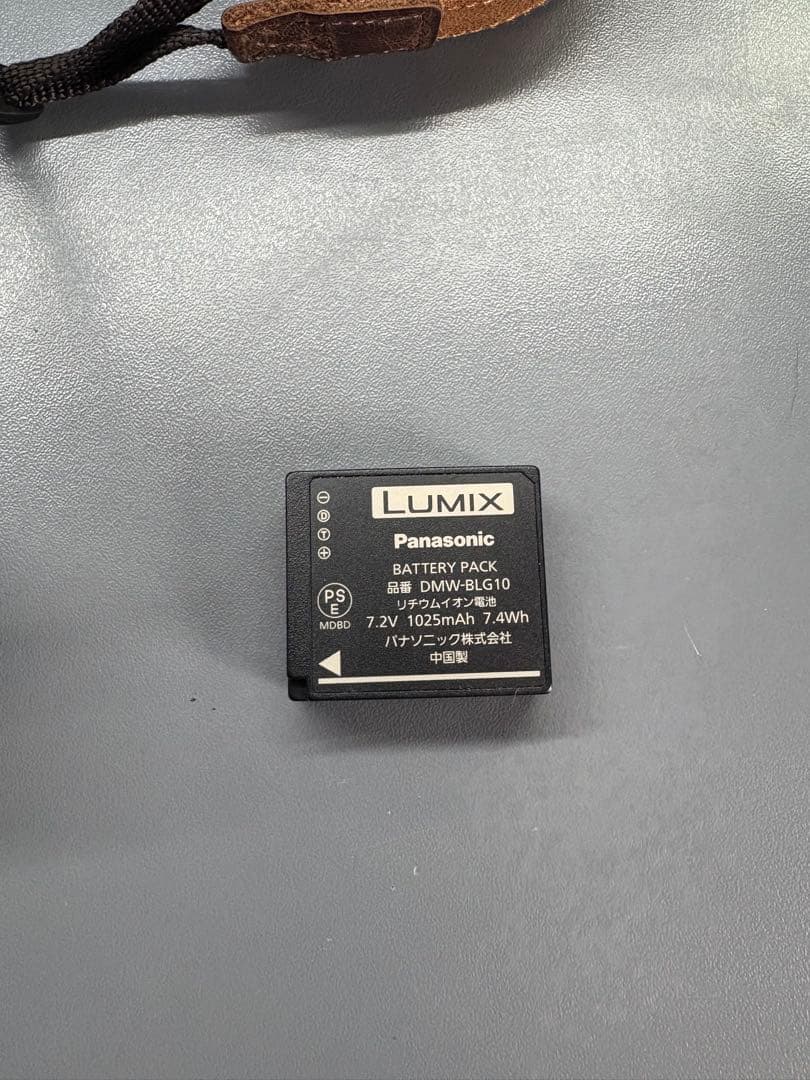 LUMIX
Panasonic
BATTERY PACK
品番 DMW-BLG10
リチウムイオン電池
7.2V 1025mAh 7.4Wh
パナソニック株式会社
中国製
⊖
Ⓓ
Ⓣ
⊕
PS
E
MDBD